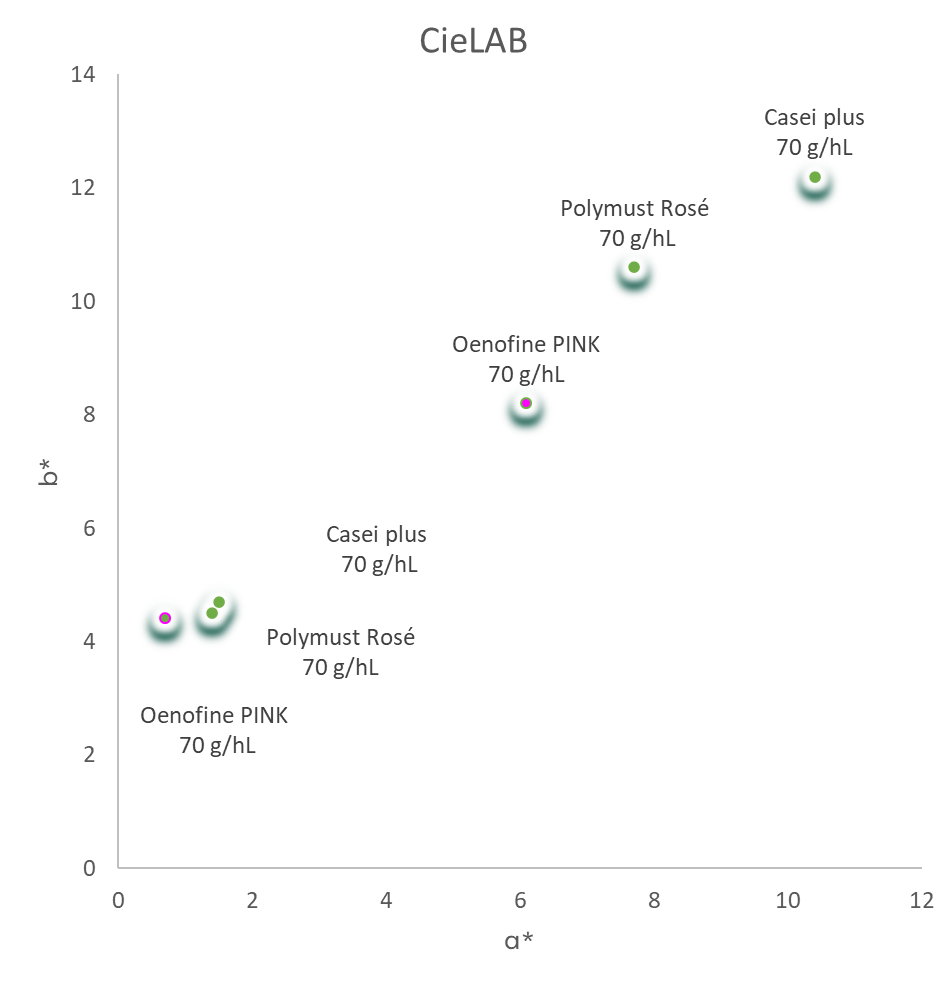 CieLAB
14
12
10
8
6
4
2
0
b*
Casei plus
70 g/hL
Polymust Rosé
70 g/hL
Oenofine PINK
70 g/hL
Casei plus
70 g/hL
Polymust Rosé
70 g/hL
Oenofine PINK
70 g/hL
0 2 4 6 8 10 12
a*